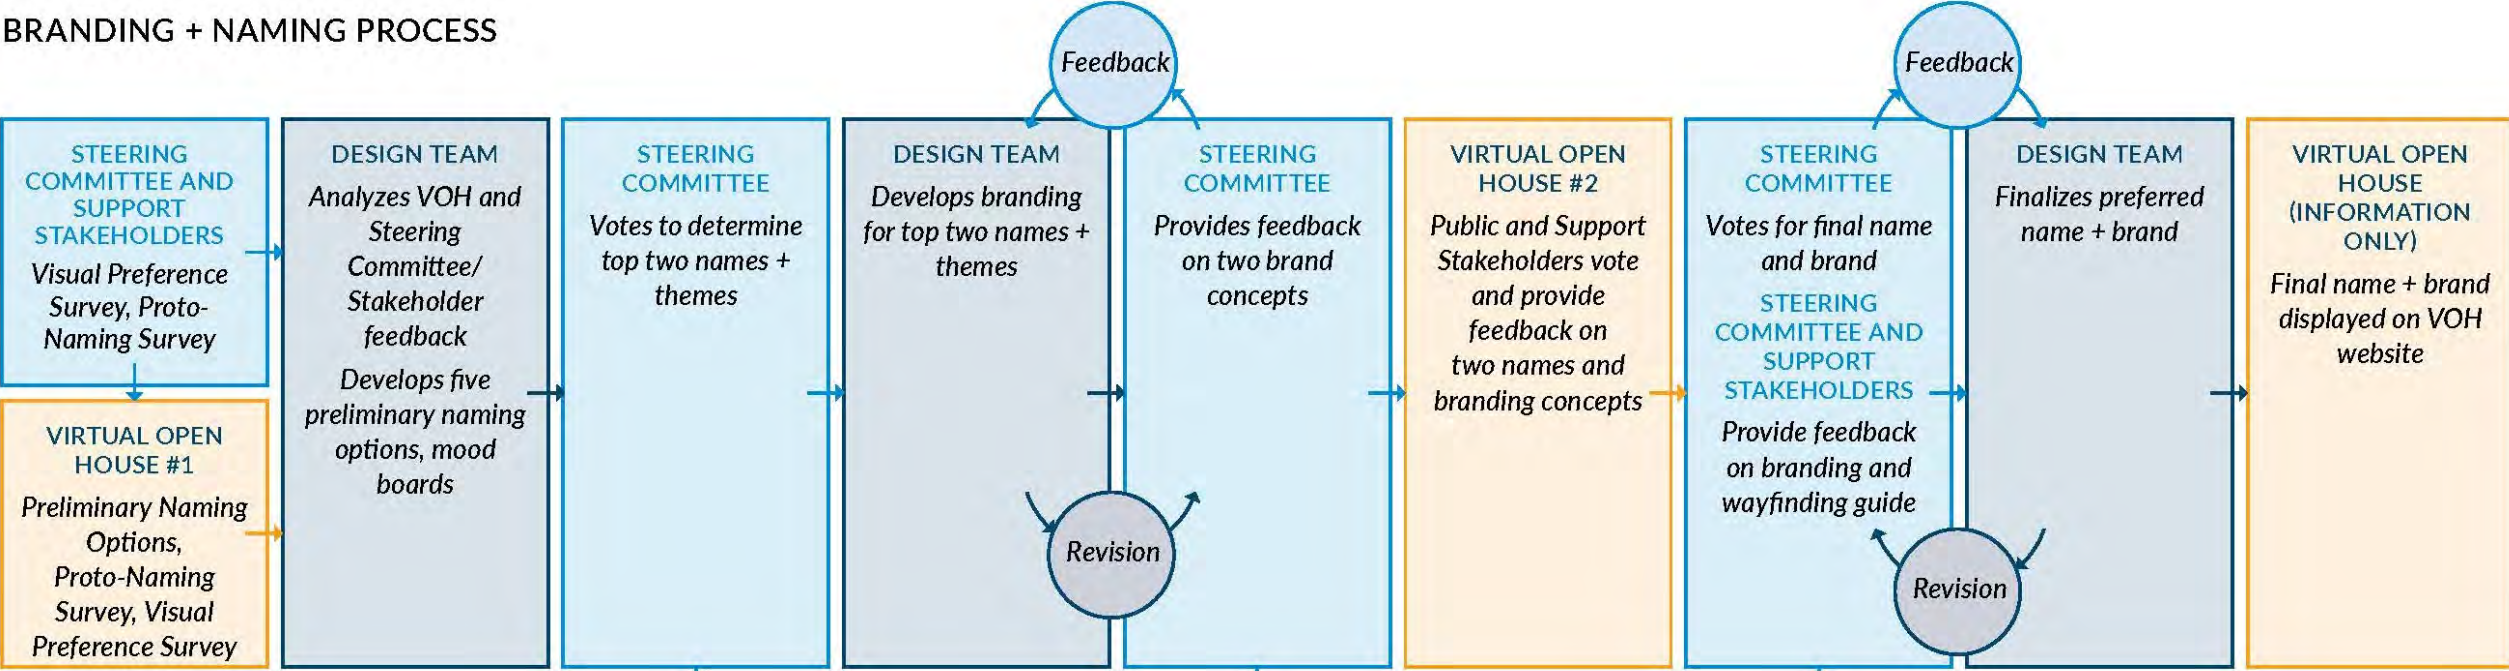 BRANDING + NAMING PROCESS
STEERING
COMMITTEE AND
SUPPORT
STAKEHOLDERS
Visual Preference
Survey, Proto-
Naming Survey
VIRTUAL OPEN
HOUSE #1
Preliminary Naming
Options,
Proto-Naming
Survey, Visual
Preference Survey
DESIGN TEAM
Analyzes VOH and
Steering
Committee/
Stakeholder
feedback
Develops five
preliminary naming
options, mood
boards
STEERING
COMMITTEE
Votes to determine
top two names +
themes
DESIGN TEAM
Develops branding
for top two names +
themes
Feedback
Revision
STEERING
COMMITTEE
Provides feedback
on two brand
concepts
VIRTUAL OPEN
HOUSE #2
Public and Support
Stakeholders vote
and provide
feedback on
two names and
branding concepts
STEERING
COMMITTEE
Votes for final name
and brand
STEERING
COMMITTEE AND
SUPPORT
STAKEHOLDERS
Provide feedback
on branding and
wayfinding guide
Feedback
Revision
DESIGN TEAM
Finalizes preferred
name + brand
VIRTUAL OPEN
HOUSE
(INFORMATION
ONLY)
Final name + brand
displayed on VOH
website